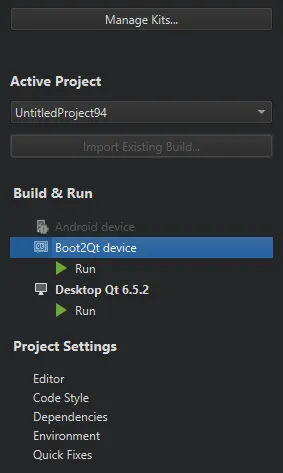 Manage Kits...
Active Project
UntitledProject94
Import Existing Build...
Build & Run
Android device
Boot2Qt device
Run
Desktop Qt 6.5.2
Run
Project Settings
Editor
Code Style
Dependencies
Environment
Quick Fixes